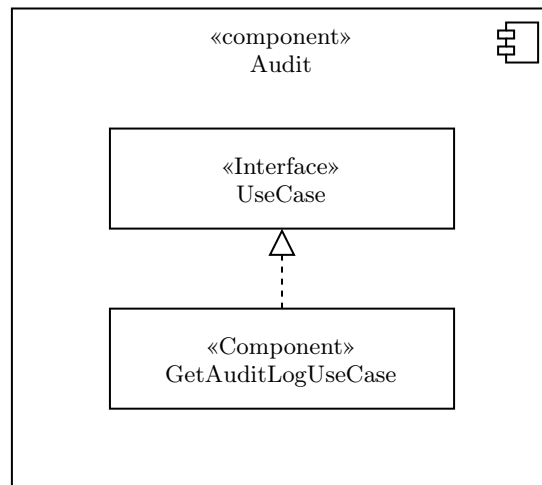 «component»
Audit
«Interface»
UseCase
«Component»
GetAuditLogUseCase